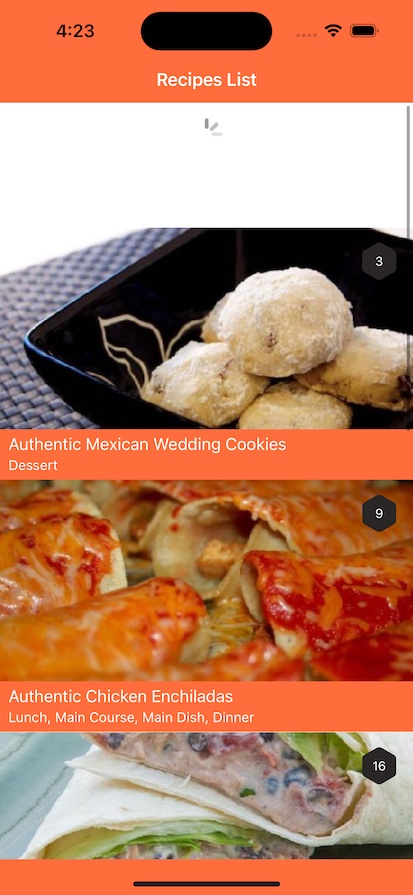 4:23
Recipes List
3
Authentic Mexican Wedding Cookies
Dessert
9
Authentic Chicken Enchiladas
Lunch, Main Course, Main Dish, Dinner
16